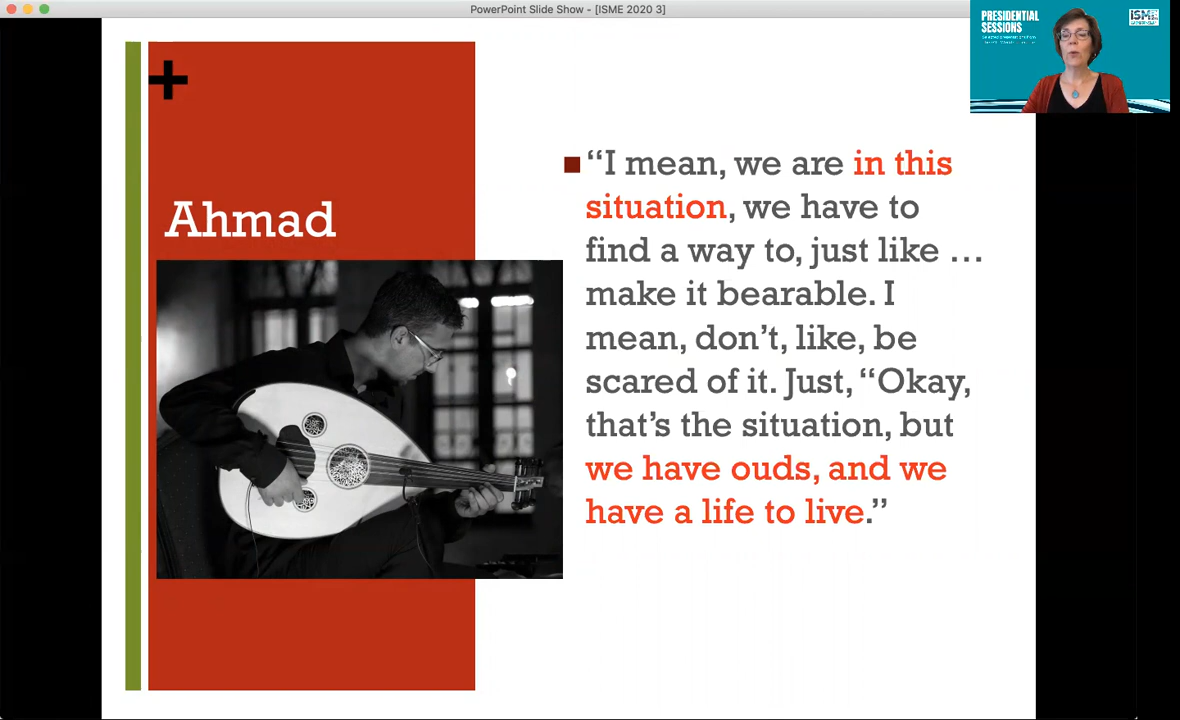 PowerPoint Slide Show - [ISME 2020 3]
PRESIDENTIAL
SESSIONS
ISME
+
Ahmad
“I mean, we are in this
situation, we have to
find a way to, just like …
make it bearable. I
mean, don’t, like, be
scared of it. Just, “Okay,
that’s the situation, but
we have ouds, and we
have a life to live.”